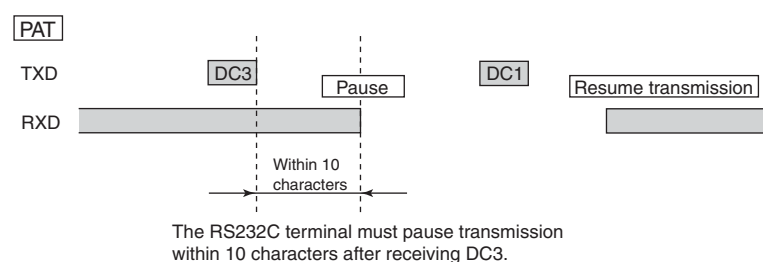 PAT
TXD
DC3
DC1
Pause
Resume transmission
RXD
Within 10
characters
The RS232C terminal must pause transmission
within 10 characters after receiving DC3.